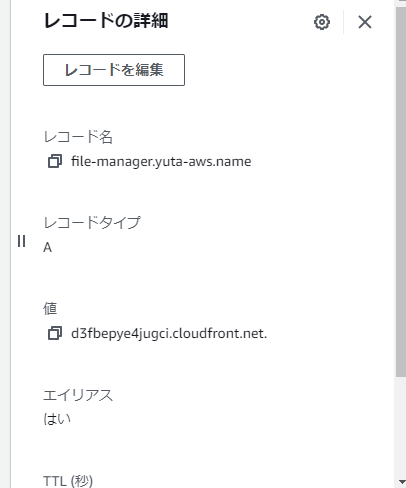 レコードの詳細
レコードを編集
レコード名
file-manager.yuta-aws.name
レコードタイプ
A
値
d3fbepye4jugci.cloudfront.net.
エイリアス
はい
TTL (秒)